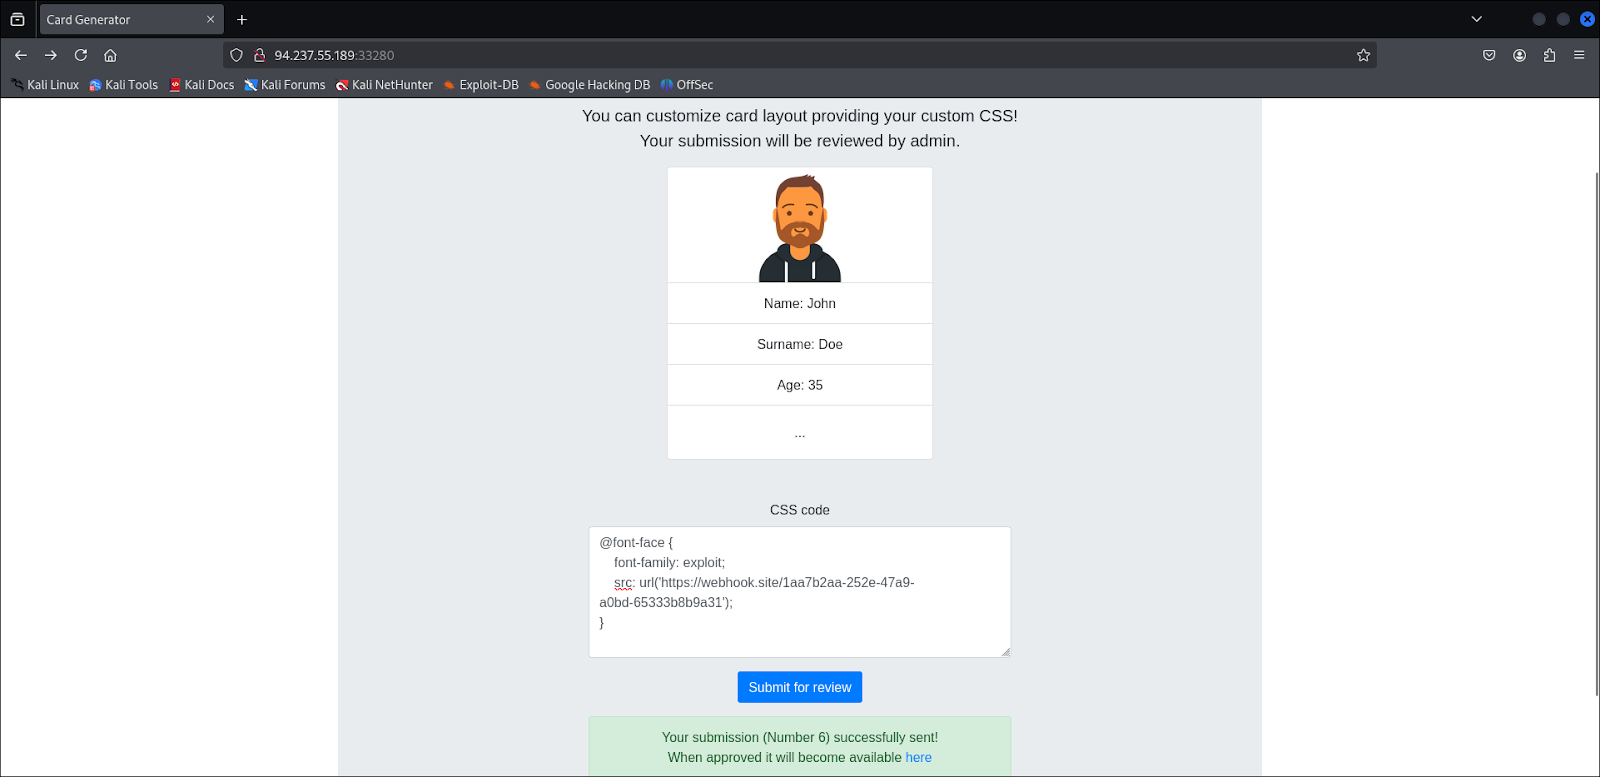 Card Generator
94.237.55.189:33280
Kali Linux Kali Tools Kali Docs Kali Forums Kali NetHunter Exploit-DB Google Hacking DB OffSec
You can customize card layout providing your custom CSS!
Your submission will be reviewed by admin.
Name: John
Surname: Doe
Age: 35
...
CSS code
@font-face {
font-family: exploit;
src: url('https://webhook.site/1aa7b2aa-252e-47a9-
a0bd-65333b8b9a31');
}
Submit for review
Your submission (Number 6) successfully sent!
When approved it will become available here